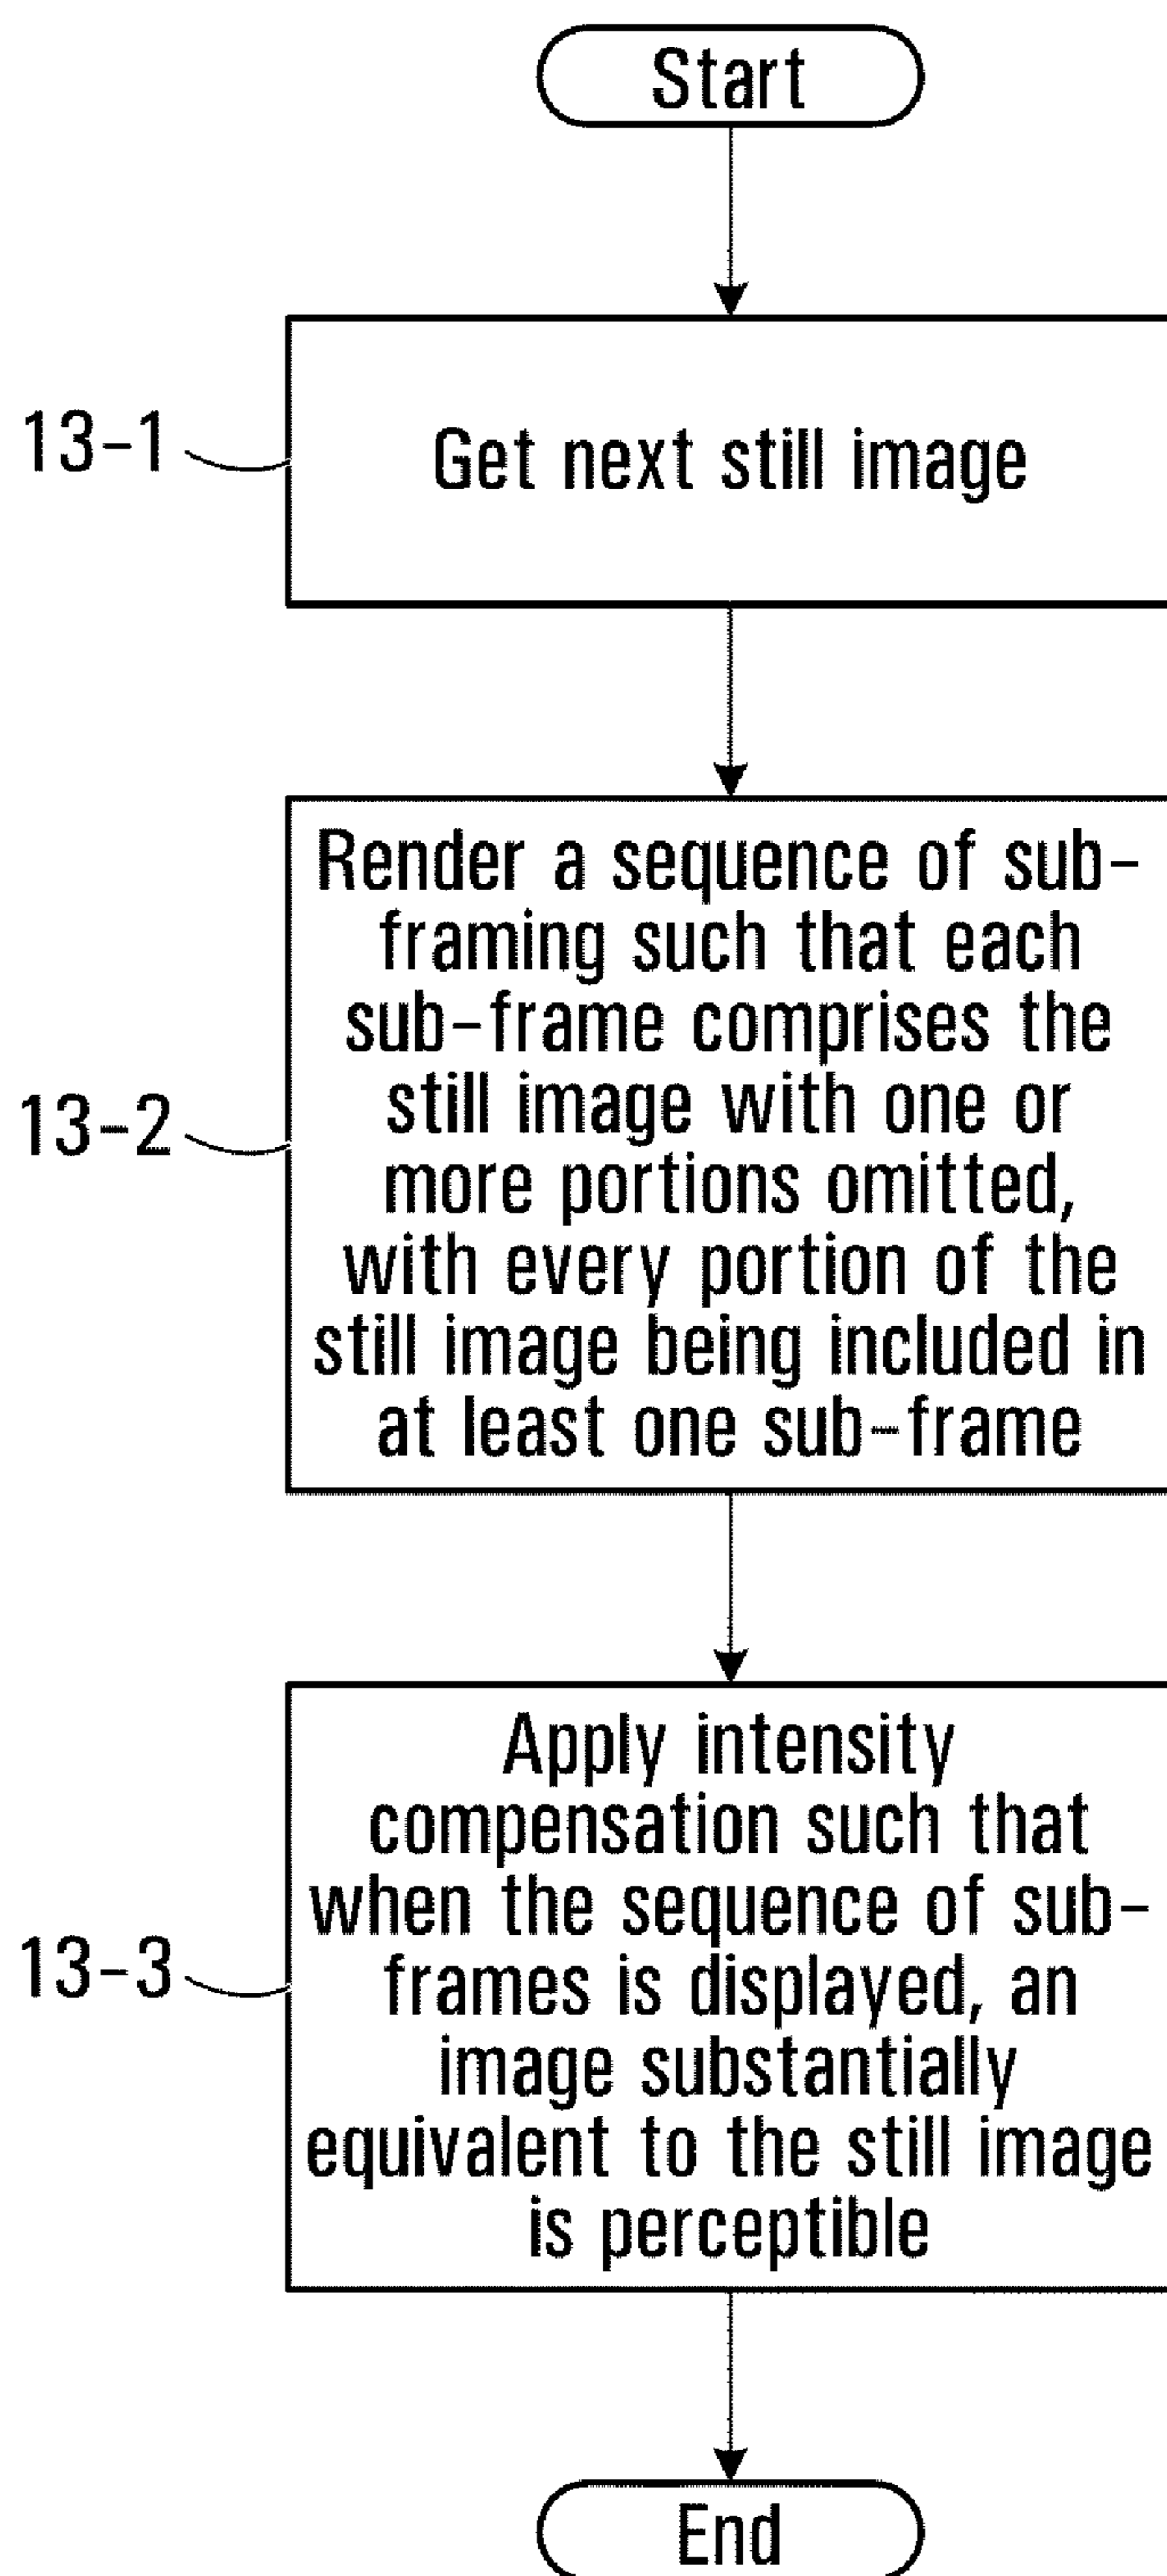 Start
13-1
Get next still image
13-2
Render a sequence of sub-
framing such that each
sub-frame comprises the
still image with one or
more portions omitted,
with every portion of the
still image being included in
at least one sub-frame
13-3
Apply intensity
compensation such that
when the sequence of sub-
frames is displayed, an
image substantially
equivalent to the still image
is perceptible
End